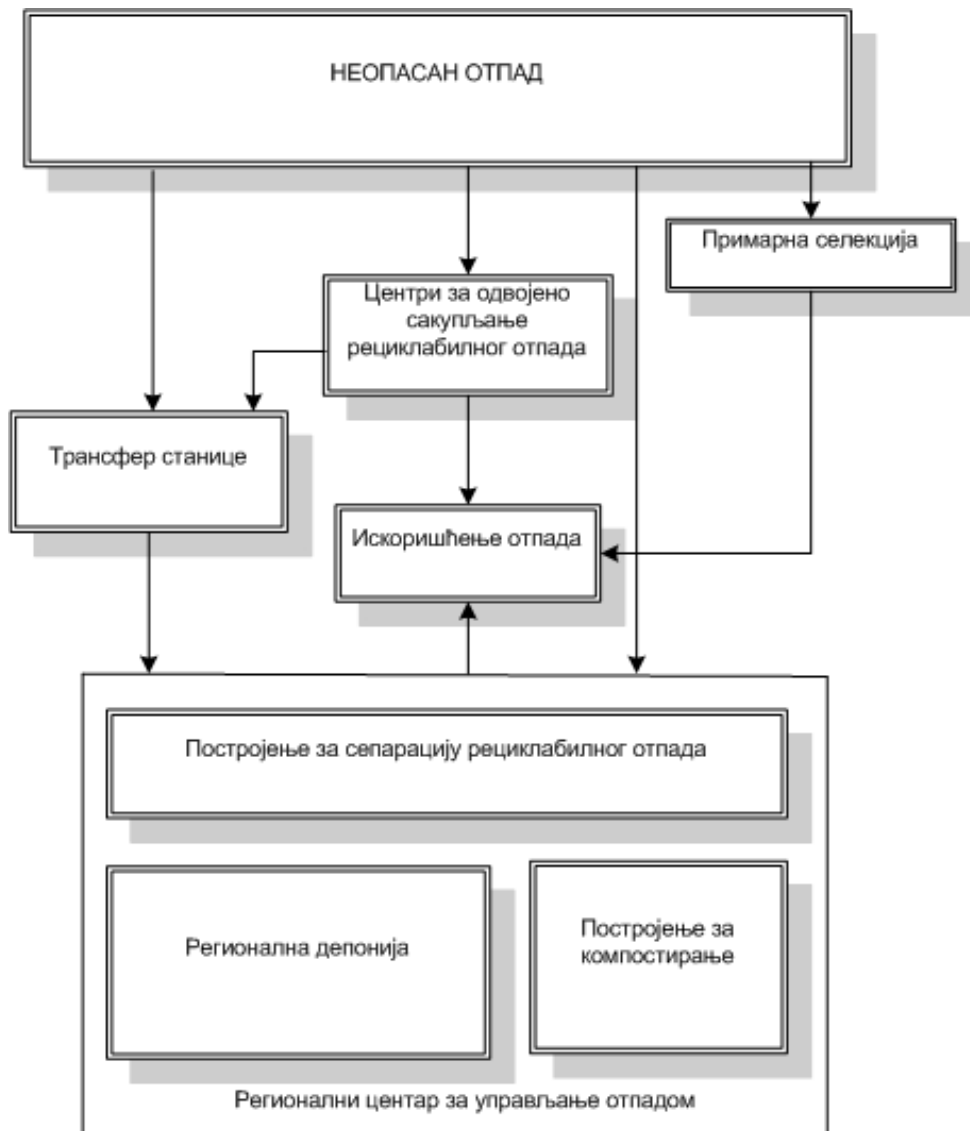 НЕОПАСАН ОТПАД
Примарна селекција
Центри за одвојено
сакупљање
рециклабилног отпада
Трансфер станице
Искоришћење отпада
Постројење за сепарацију рециклабилног отпада
Регионална депонија
Постројење за
компостирање
Регионални центар за управљање отпадом